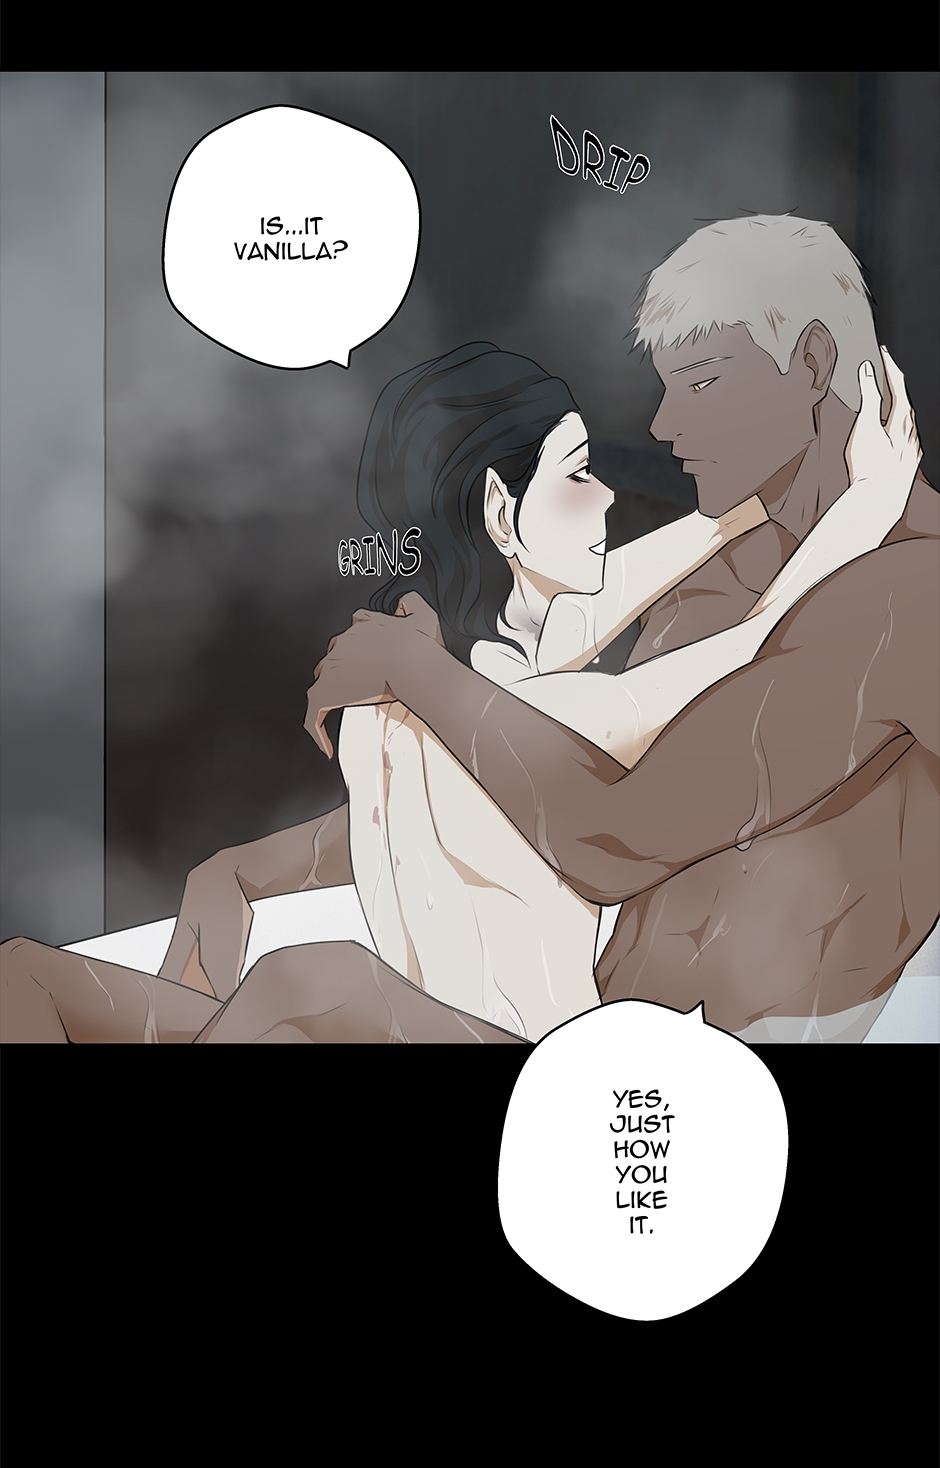 DRIP
IS...IT
VANILLA?
GRINS
YES,
JUST
HOW
YOU
LIKE
IT.